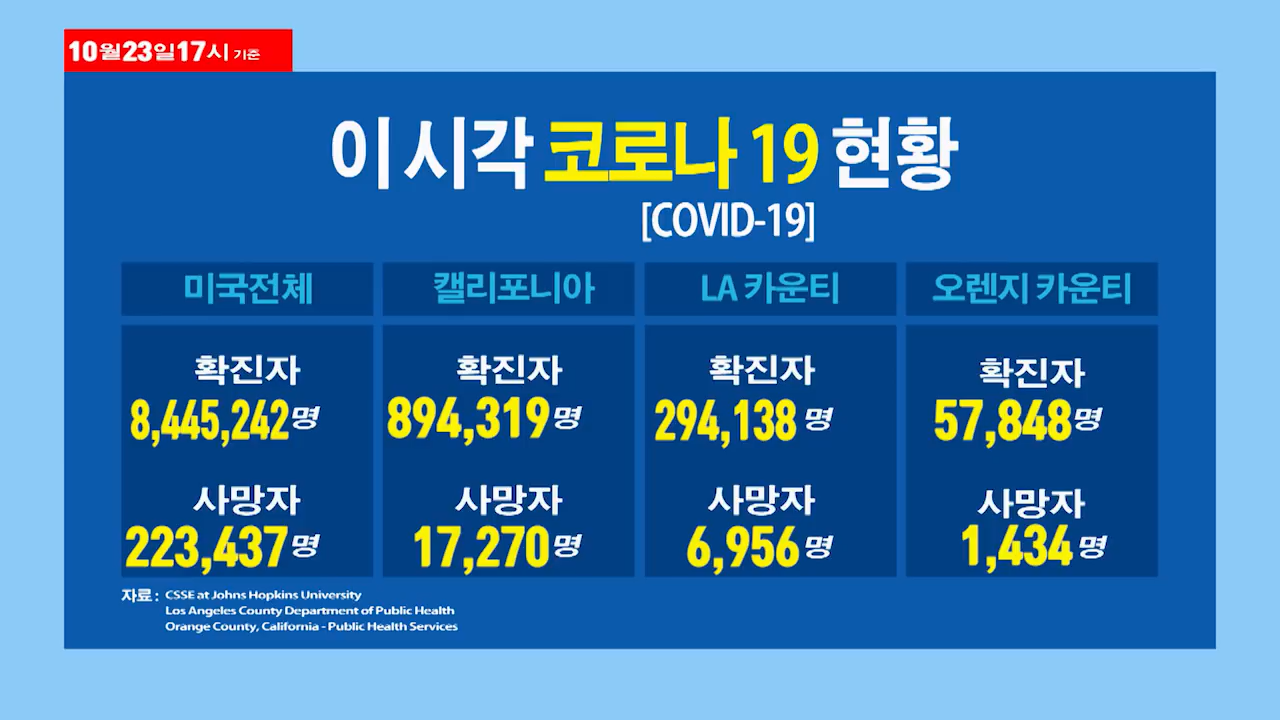 10월23일17시 기준
이 시각 코로나 19 현황
[COVID-19]
미국전체 캘리포니아 LA 카운티 오렌지 카운티
확진자 확진자 확진자 확진자
8,445,242명 894,319명 294,138 명 57,848명
사망자 사망자 사망자 사망자
223,437명 17,270명 6,956명 1,434 명
자료 : CSSE at Johns Hopkins University
Los Angeles County Department of Public Health
Orange County, California - Public Health Services